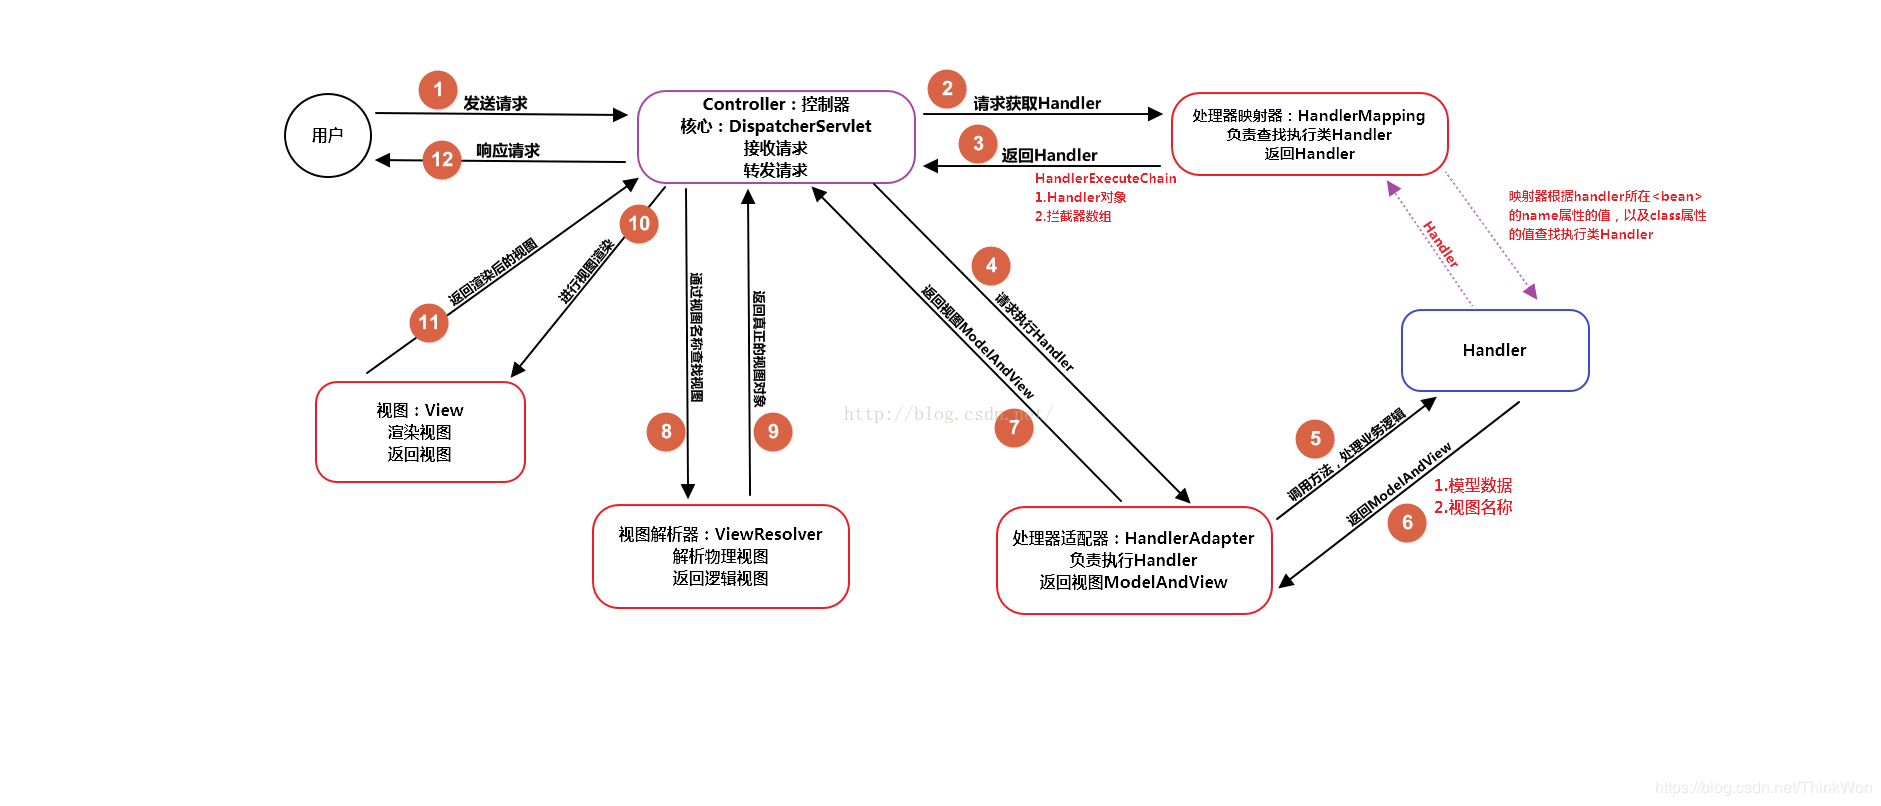 1
发送请求
用户
12
响应请求
Controller：控制器
核心：DispatcherServlet
接收请求
转发请求
2
请求获取Handler
3
返回Handler
HandlerExecuteChain
1.Handler对象
2.拦截器数组
处理器映射器：HandlerMapping
负责查找执行类Handler
返回Handler
映射器根据handler所在<bean>
的name属性的值，以及class属性
的值查找执行类Handler
Handler
Handler
4
请求执行Handler
5
调用方法，处理业务逻辑
6
返回ModelAndView
1.模型数据
2.视图名称
处理器适配器：HandlerAdapter
负责执行Handler
返回视图ModelAndView
7
返回视图ModelAndView
8
通过视图名称查找视图
9
返回真正的视图对象
视图解析器：ViewResolver
解析物理视图
返回逻辑视图
10
进行视图渲染
11
返回渲染后的视图
视图：View
渲染视图
返回视图
http://blog.csdn.net/
https://blog.csdn.net/ThinkWon